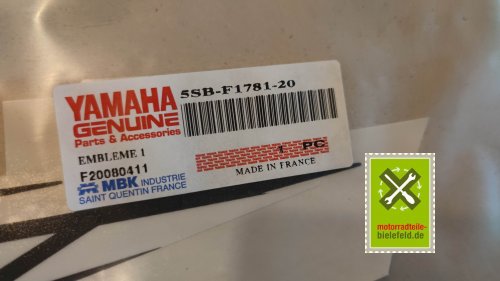 YAMAHA
GENUINE
Parts & Accessories
5SB-F1781-20
EMBLEME 1
F20080411
1 PC
MADE IN FRANCE
MBK INDUSTRIE
SAINT QUENTIN FRANCE
motorradteile-
bielefeld.de